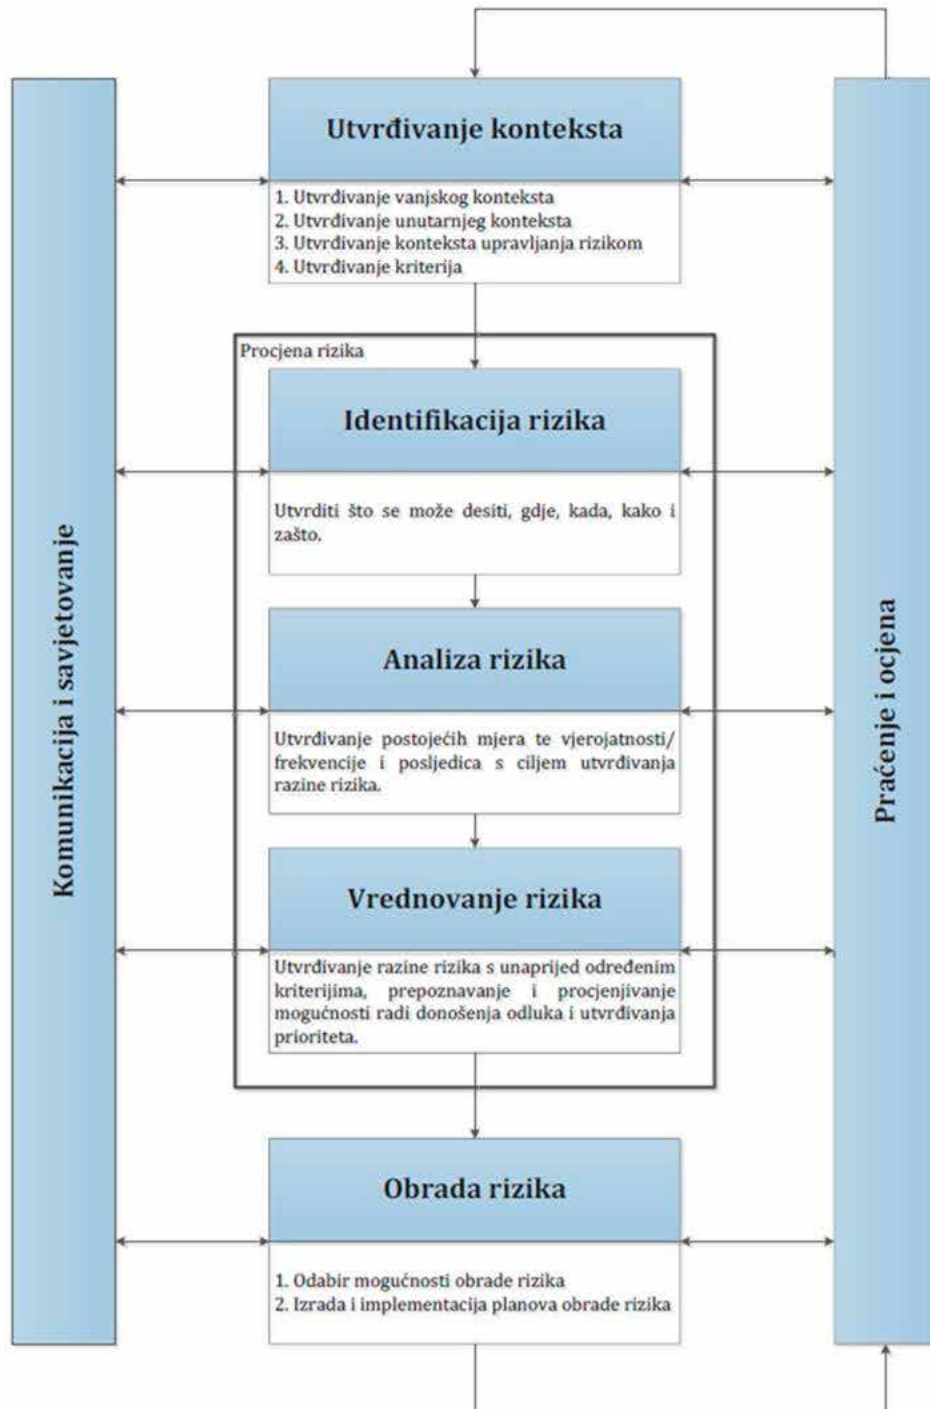 Utvrđivanje konteksta
1. Utvrđivanje vanjskog konteksta
2. Utvrđivanje unutarnjeg konteksta
3. Utvrđivanje konteksta upravljanja rizikom
4. Utvrđivanje kriterija
Procjena rizika
Identifikacija rizika
Utvrditi što se može desiti, gdje, kada, kako i
zašto.
Analiza rizika
Utvrđivanje postojećih mjera te vjerojatnosti/
frekvencije i posljedica s ciljem utvrđivanja
razine rizika.
Vrednovanje rizika
Utvrđivanje razine rizika s unaprijed određenim
kriterijima, prepoznavanje i procjenjivanje
mogućnosti radi donošenja odluka i utvrđivanja
prioriteta.
Obrada rizika
1. Odabir mogućnosti obrade rizika
2. Izrada i implementacija planova obrade rizika
Komunikacija i savjetovanje
Praćenje i ocjena